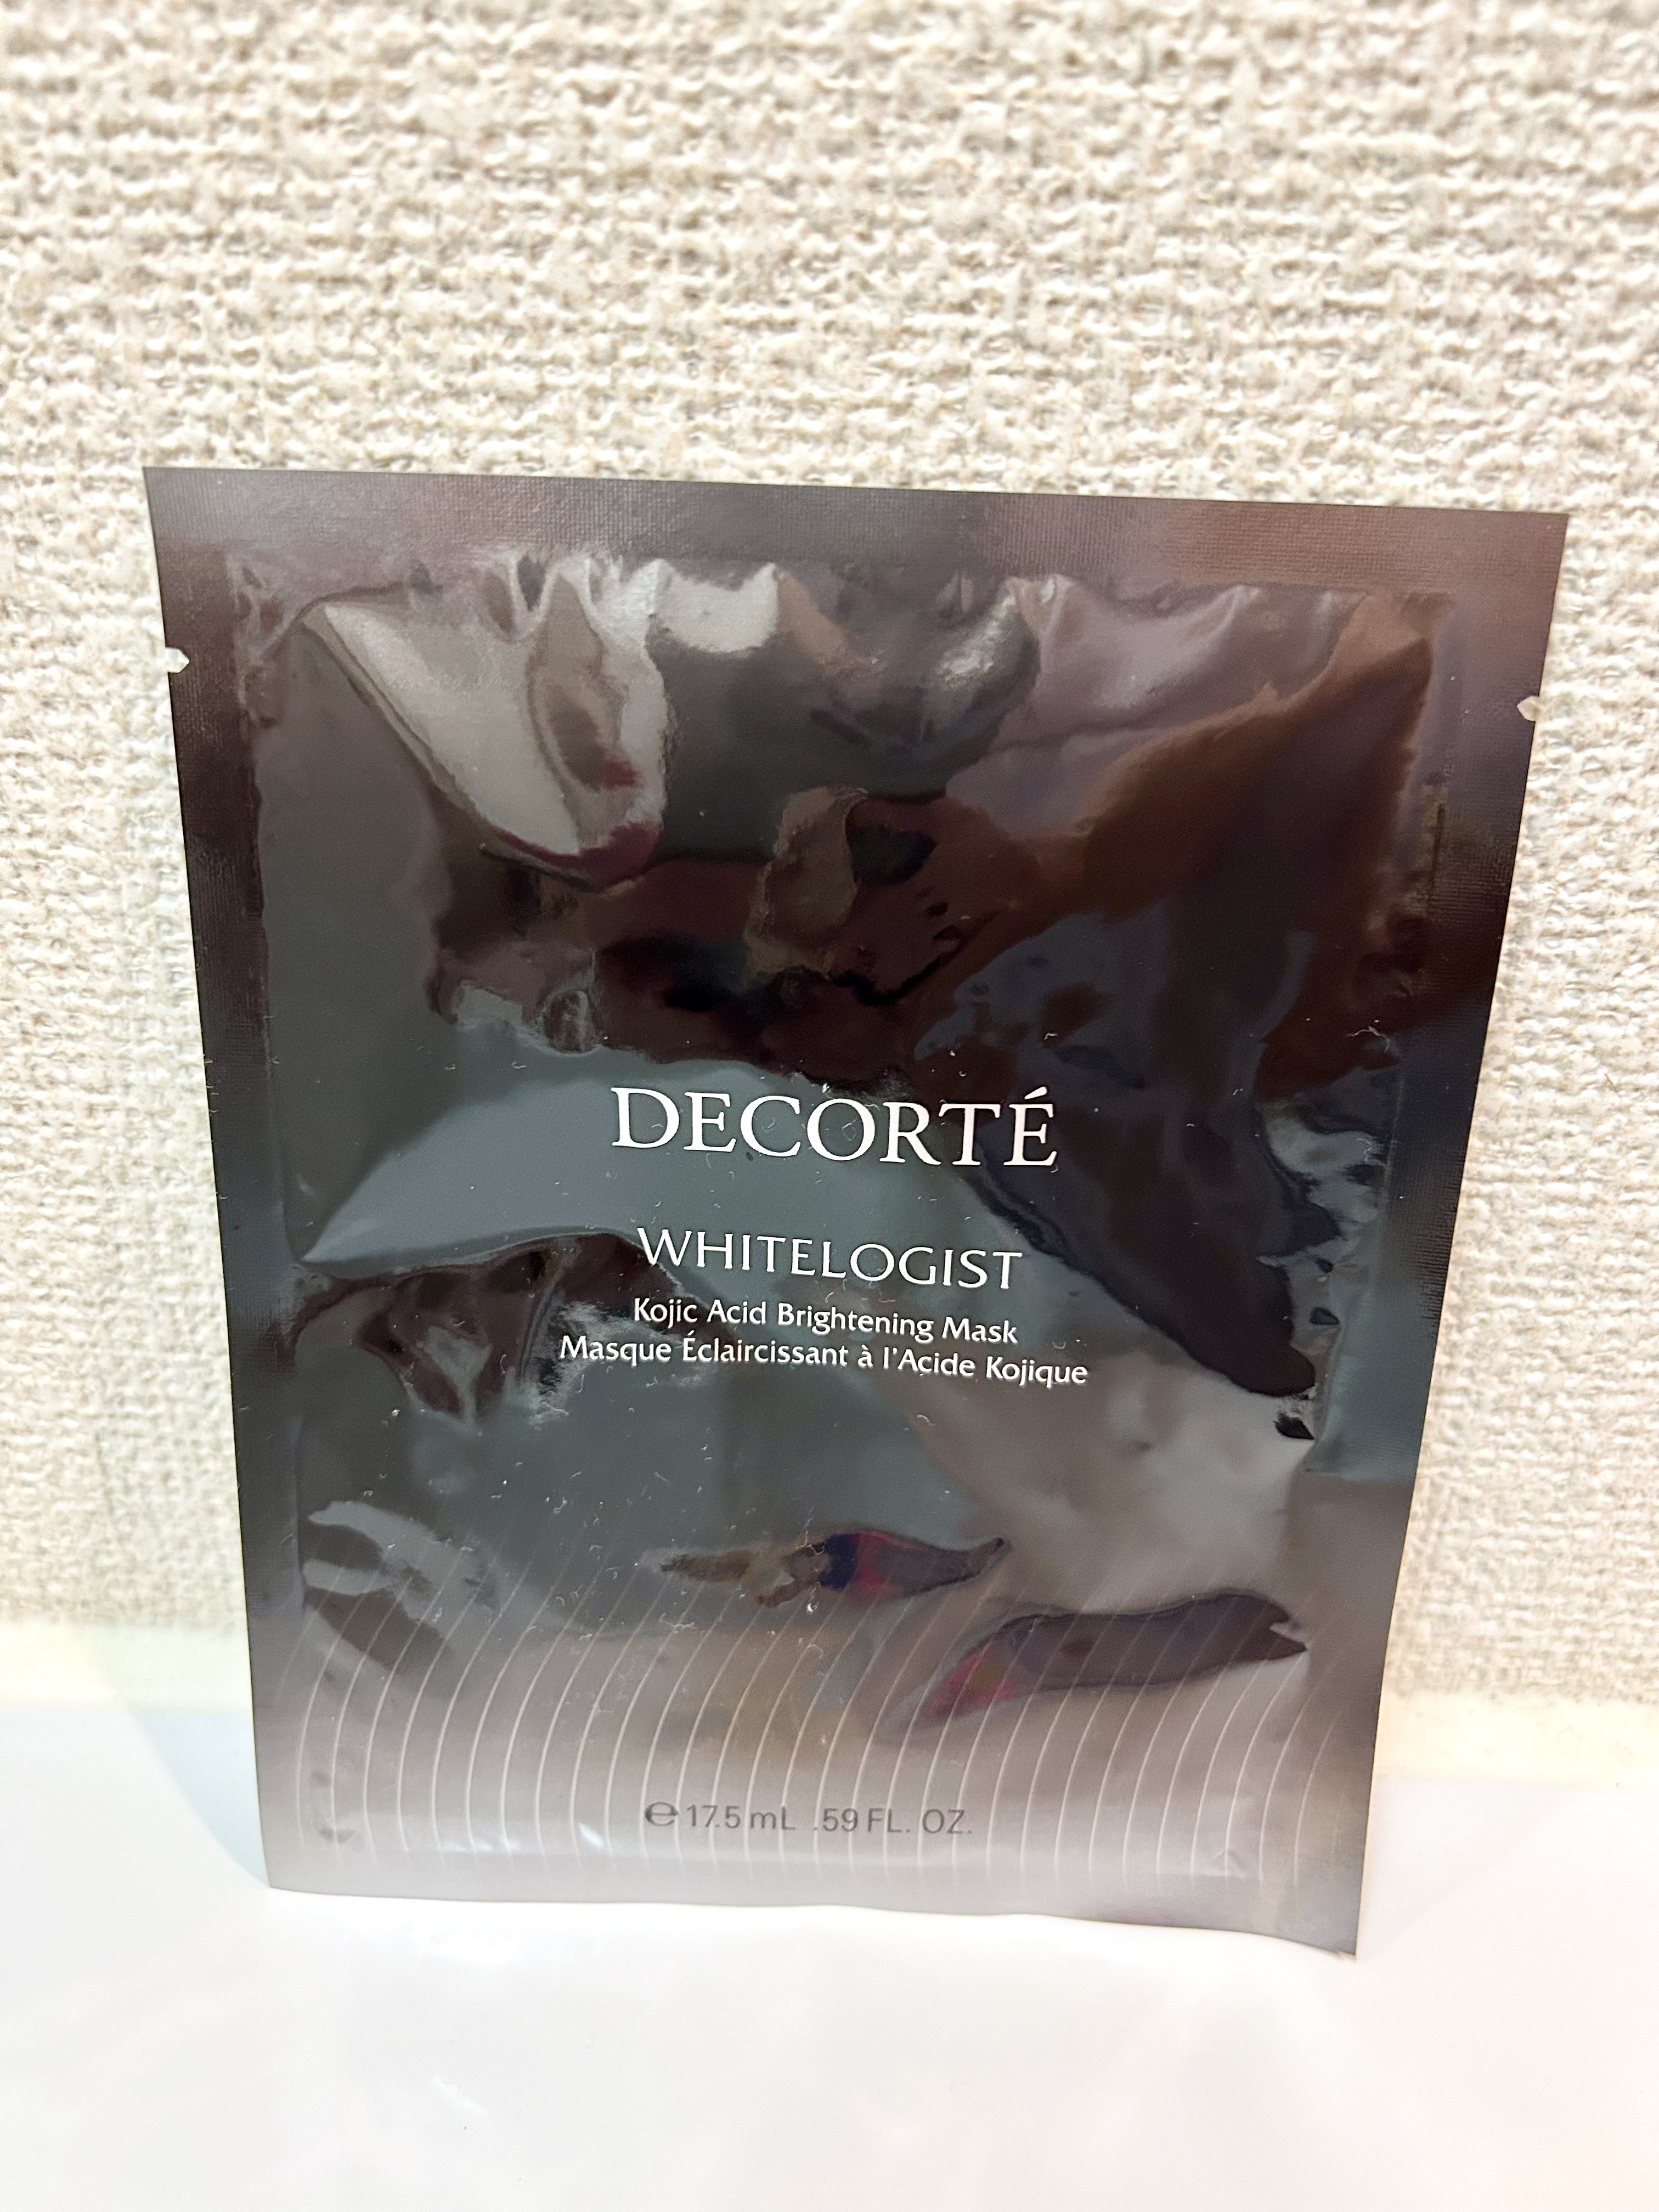 DECORTÉ
WHITELOGIST
Kojic Acid Brightening Mask
Masque Éclaircissant à l'Acide Kojique
℮ 17.5 mL .59 FL. OZ.